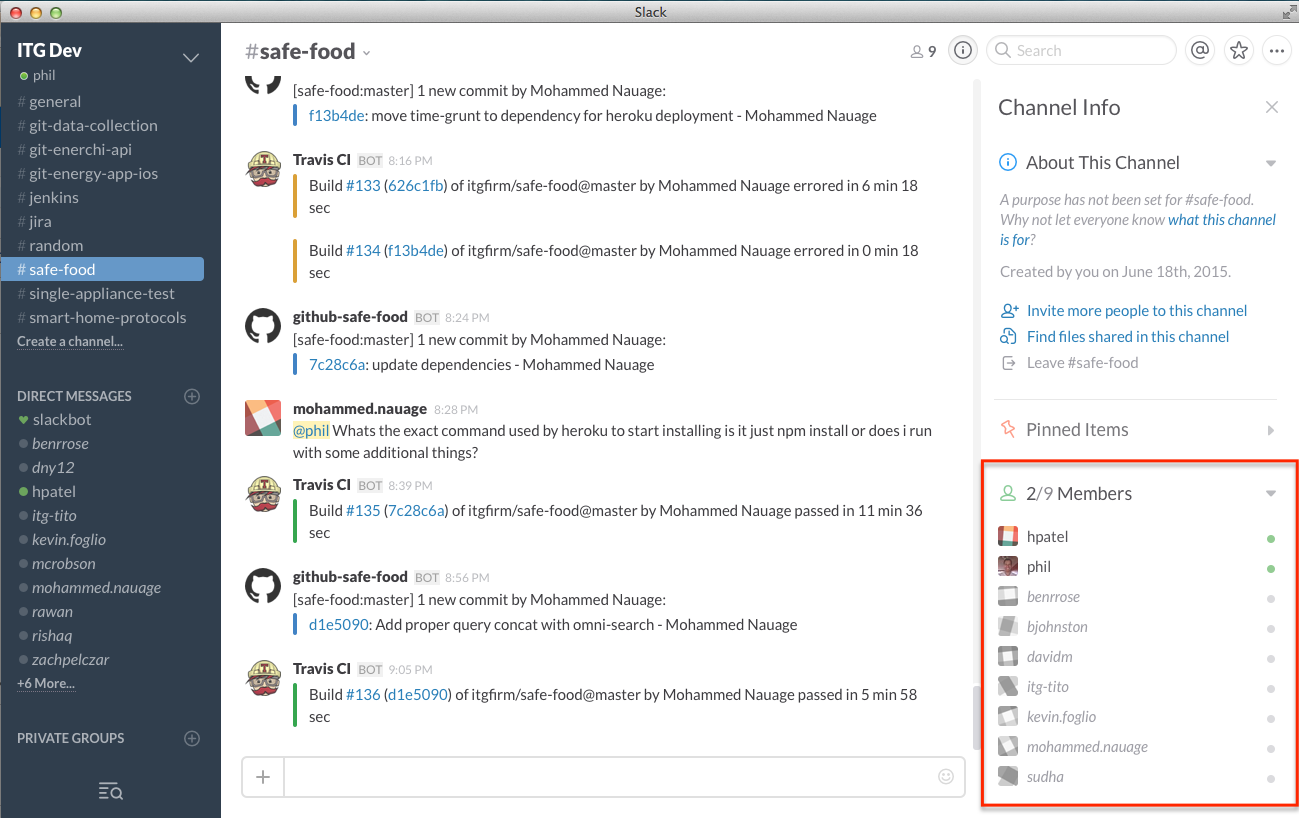 Slack
ITG Dev
phil
# general
# git-data-collection
# git-enerchi-api
# git-energy-app-ios
# jenkins
# jira
# random
# safe-food
# single-appliance-test
# smart-home-protocols
Create a channel...
DIRECT MESSAGES
slackbot
benrrose
dny12
hpatel
itg-tito
kevin.foglio
mcrobson
mohammed.nauage
rawan
rishaq
zachpelczar
+6 More...
PRIVATE GROUPS
#safe-food
9
Search
[safe-food:master] 1 new commit by Mohammed Nauage:
f13b4de: move time-grunt to dependency for heroku deployment - Mohammed Nauage
Travis CI BOT 8:16 PM
Build #133 (626c1fb) of itgfirm/safe-food@master by Mohammed Nauage errored in 6 min 18
sec
Build #134 (f13b4de) of itgfirm/safe-food@master by Mohammed Nauage errored in 0 min 18
sec
github-safe-food BOT 8:24 PM
[safe-food:master] 1 new commit by Mohammed Nauage:
7c28c6a: update dependencies - Mohammed Nauage
mohammed.nauage 8:28 PM
@phil Whats the exact command used by heroku to start installing is it just npm install or does i run
with some additional things?
Travis CI BOT 8:39 PM
Build #135 (7c28c6a) of itgfirm/safe-food@master by Mohammed Nauage passed in 11 min 36
sec
github-safe-food BOT 8:56 PM
[safe-food:master] 1 new commit by Mohammed Nauage:
d1e5090: Add proper query concat with omni-search - Mohammed Nauage
Travis CI BOT 9:05 PM
Build #136 (d1e5090) of itgfirm/safe-food@master by Mohammed Nauage passed in 5 min 58
sec
Channel Info
About This Channel
A purpose has not been set for #safe-food.
Why not let everyone know what this channel
is for?
Created by you on June 18th, 2015.
Invite more people to this channel
Find files shared in this channel
Leave #safe-food
Pinned Items
2/9 Members
hpatel
phil
benrrose
bjohnston
davidm
itg-tito
kevin.foglio
mohammed.nauage
sudha